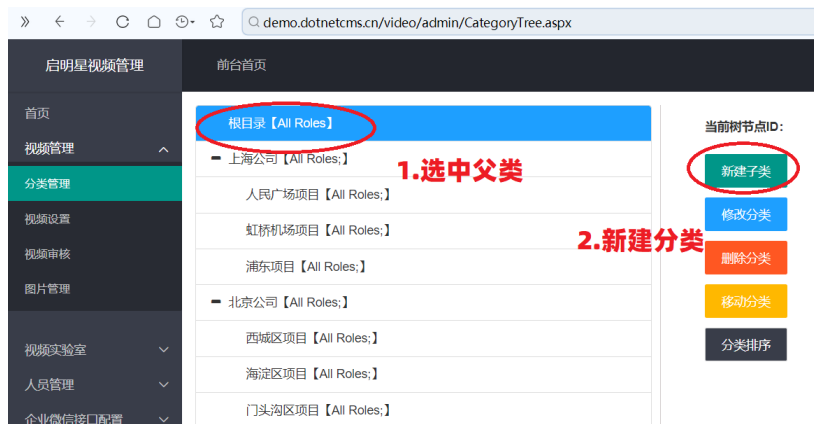 demo.dotnetcms.cn/video/admin/CategoryTree.aspx
启明星视频管理
前台首页
首页
视频管理
分类管理
视频设置
视频审核
图片管理
视频实验室
人员管理
企业微信接口配置
根目录【All Roles】
上海公司【All Roles;】
人民广场项目【All Roles;】
虹桥机场项目【All Roles;】
浦东项目【All Roles;】
北京公司【All Roles;】
西城区项目【All Roles;】
海淀区项目【All Roles;】
门头沟区项目【All Roles;】
1.选中父类
2.新建分类
当前树节点ID:
新建子类
修改分类
删除分类
移动分类
分类排序